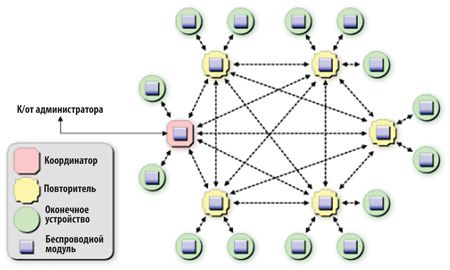 К/от администратора
Координатор
Повторитель
Оконечное
устройство
Беспроводной
модуль